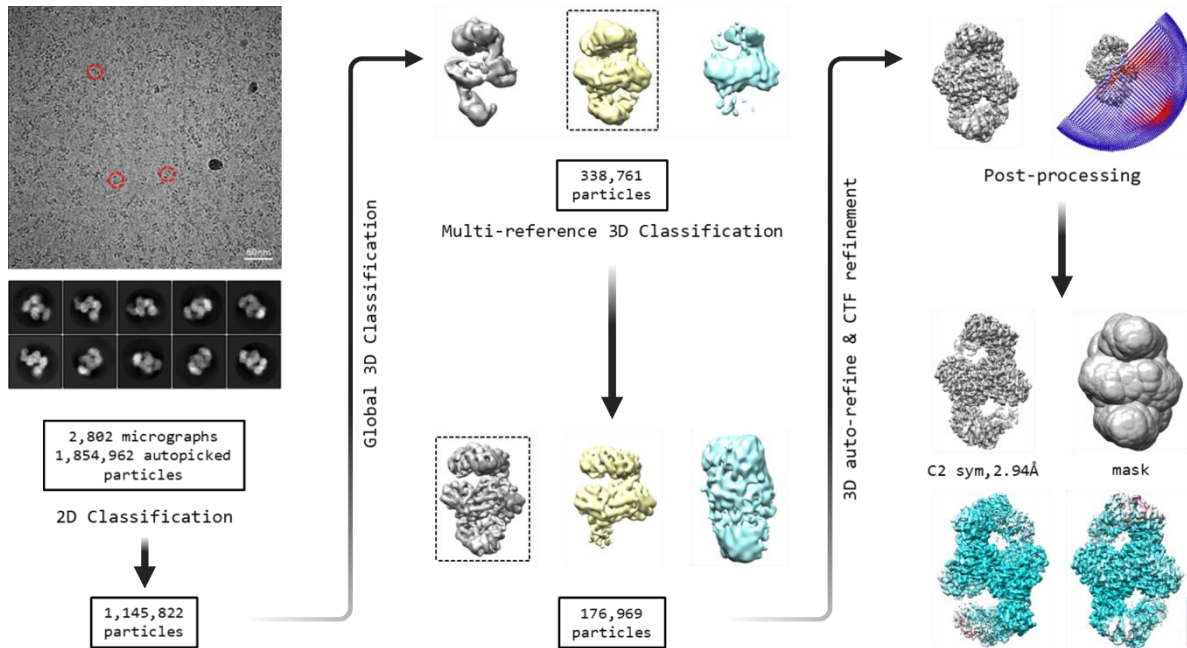 60nm
2,802 micrographs
1,854,962 autopicked
particles
2D Classification
1,145,822
particles
Global 3D Classification
338,761
particles
Multi-reference 3D Classification
176,969
particles
3D auto-refine & CTF refinement
Post-processing
C2 sym,2.94Å
mask